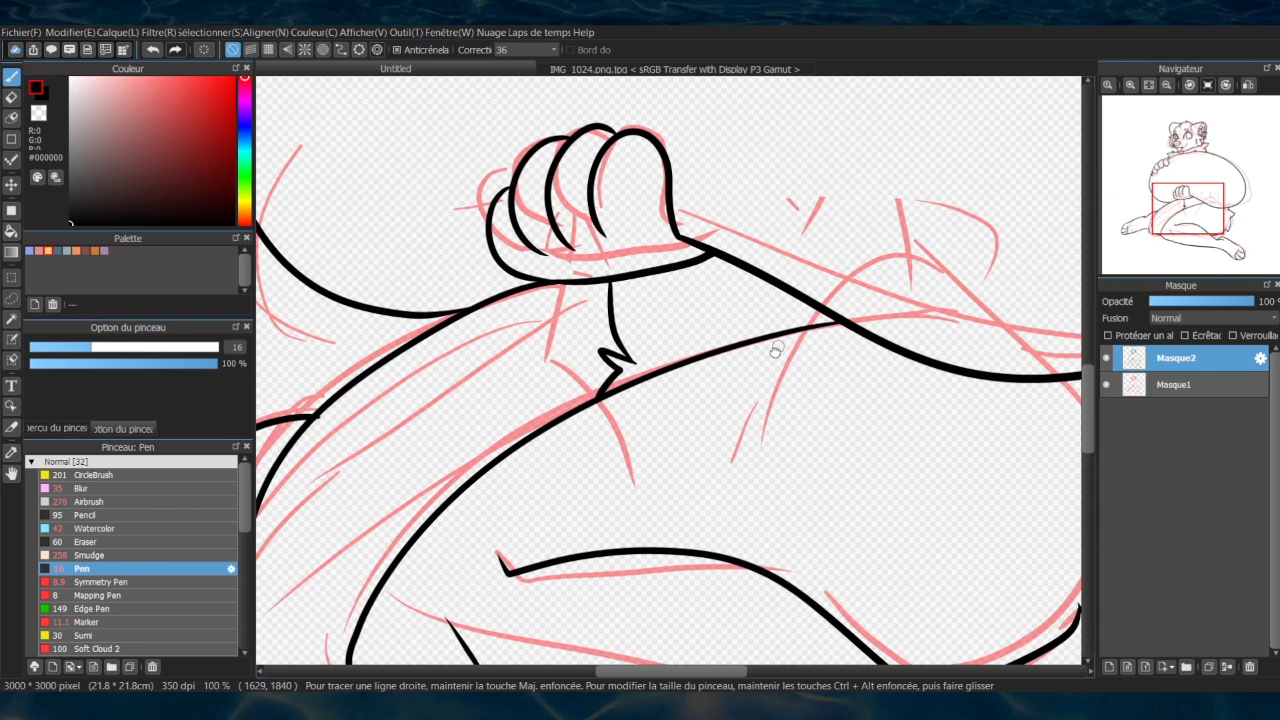 Fichier(F) Modifier(E) Calque(L) Filtre(R) Sélectionner(S) Aligner(N) Couleur(C) Afficher(V) Outil(T) Fenêtre(W) Nuage Laps de temps Help
Anticrénela Correcti 36 Bord do
Couleur
Untitled
IMG_1024.png.jpg < sRGB Transfer with Display P3 Gamut >
Navigateur
R:0
G:0
#000000
Palette
---
Option du pinceau
16
100 %
erçu du pince
otion du pincea
Pinceau: Pen
Normal [32]
201 CircleBrush
35 Blur
270 Airbrush
95 Pencil
42 Watercolor
60 Eraser
258 Smudge
16 Pen
8.9 Symmetry Pen
8 Mapping Pen
149 Edge Pen
11.1 Marker
30 Sumi
100 Soft Cloud 2
Masque
Opacité 100 %
Fusion Normal
Protéger un al Ecrêtac Verrouilla
Masque2
Masque1
3000 * 3000 pixel (21.8 * 21.8cm) 350 dpi 100 % ( 1629, 1840 ) Pour tracer une ligne droite, maintenir la touche Maj. enfoncée. Pour modifier la taille du pinceau, maintenir les touches Ctrl + Alt enfoncée, puis faire glisser